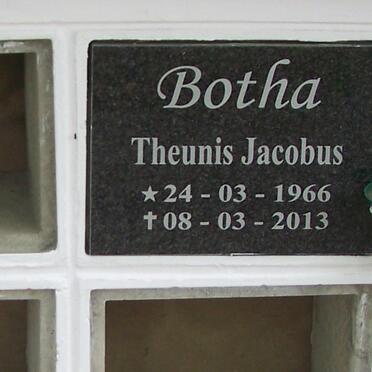 Botha
Theunis Jacobus
★ 24 - 03 - 1966
✝ 08 - 03 - 2013